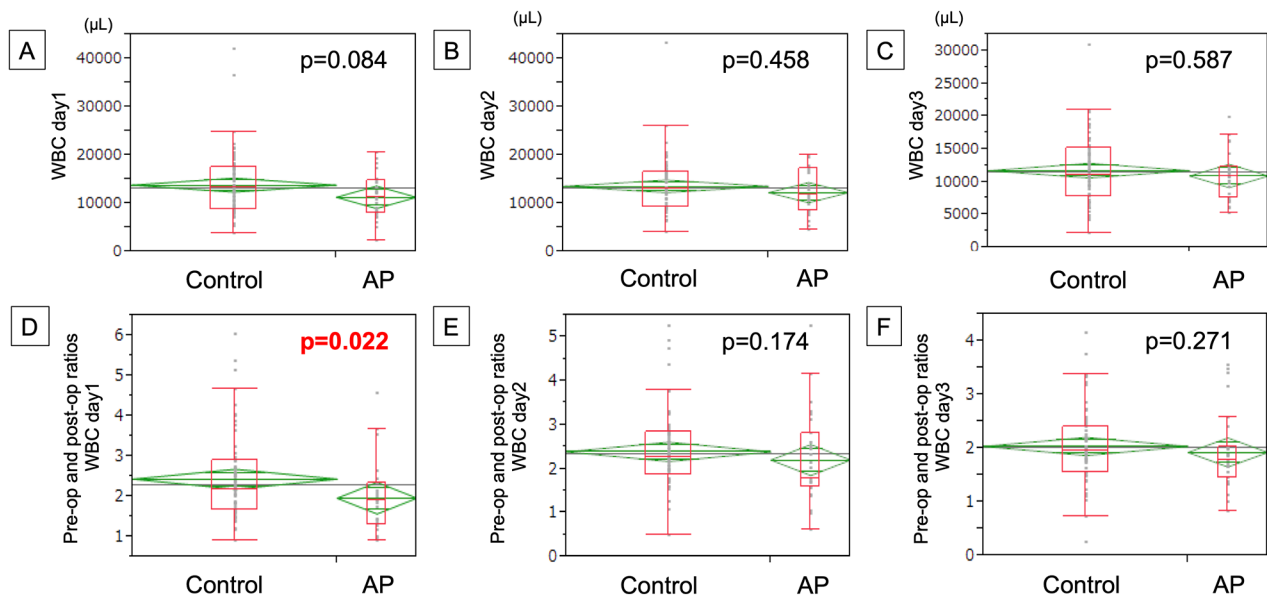 A
(µL)
WBC day1
40000
30000
20000
10000
0
p=0.084
Control
AP
B
(µL)
WBC day2
40000
30000
20000
10000
0
p=0.458
Control
AP
C
(µL)
WBC day3
30000
25000
20000
15000
10000
5000
0
p=0.587
Control
AP
D
Pre-op and post-op ratios
WBC day1
6
5
4
3
2
1
p=0.022
Control
AP
E
Pre-op and post-op ratios
WBC day2
5
4
3
2
1
0
p=0.174
Control
AP
F
Pre-op and post-op ratios
WBC day3
4
3
2
1
0
p=0.271
Control
AP